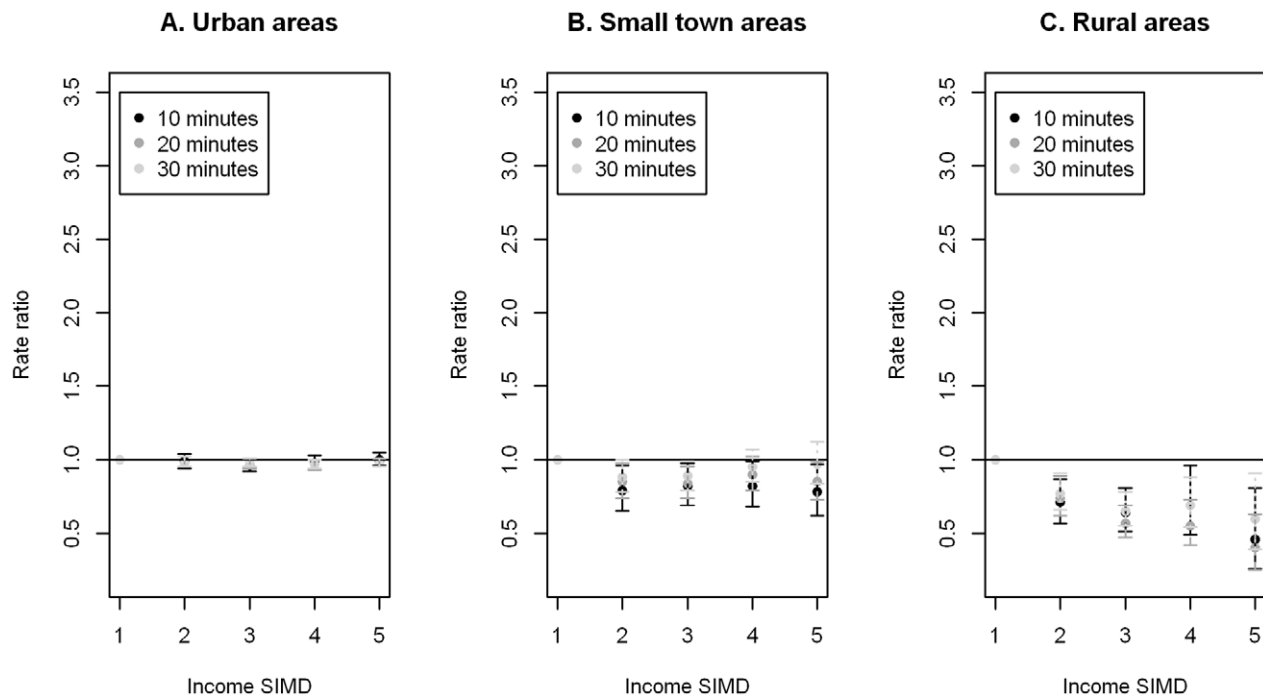 A. Urban areas
3.5
3.0
2.5
2.0
1.5
1.0
0.5
Rate ratio
10 minutes
20 minutes
30 minutes
1 2 3 4 5
Income SIMD
B. Small town areas
3.5
3.0
2.5
2.0
1.5
1.0
0.5
Rate ratio
10 minutes
20 minutes
30 minutes
1 2 3 4 5
Income SIMD
C. Rural areas
3.5
3.0
2.5
2.0
1.5
1.0
0.5
Rate ratio
10 minutes
20 minutes
30 minutes
1 2 3 4 5
Income SIMD